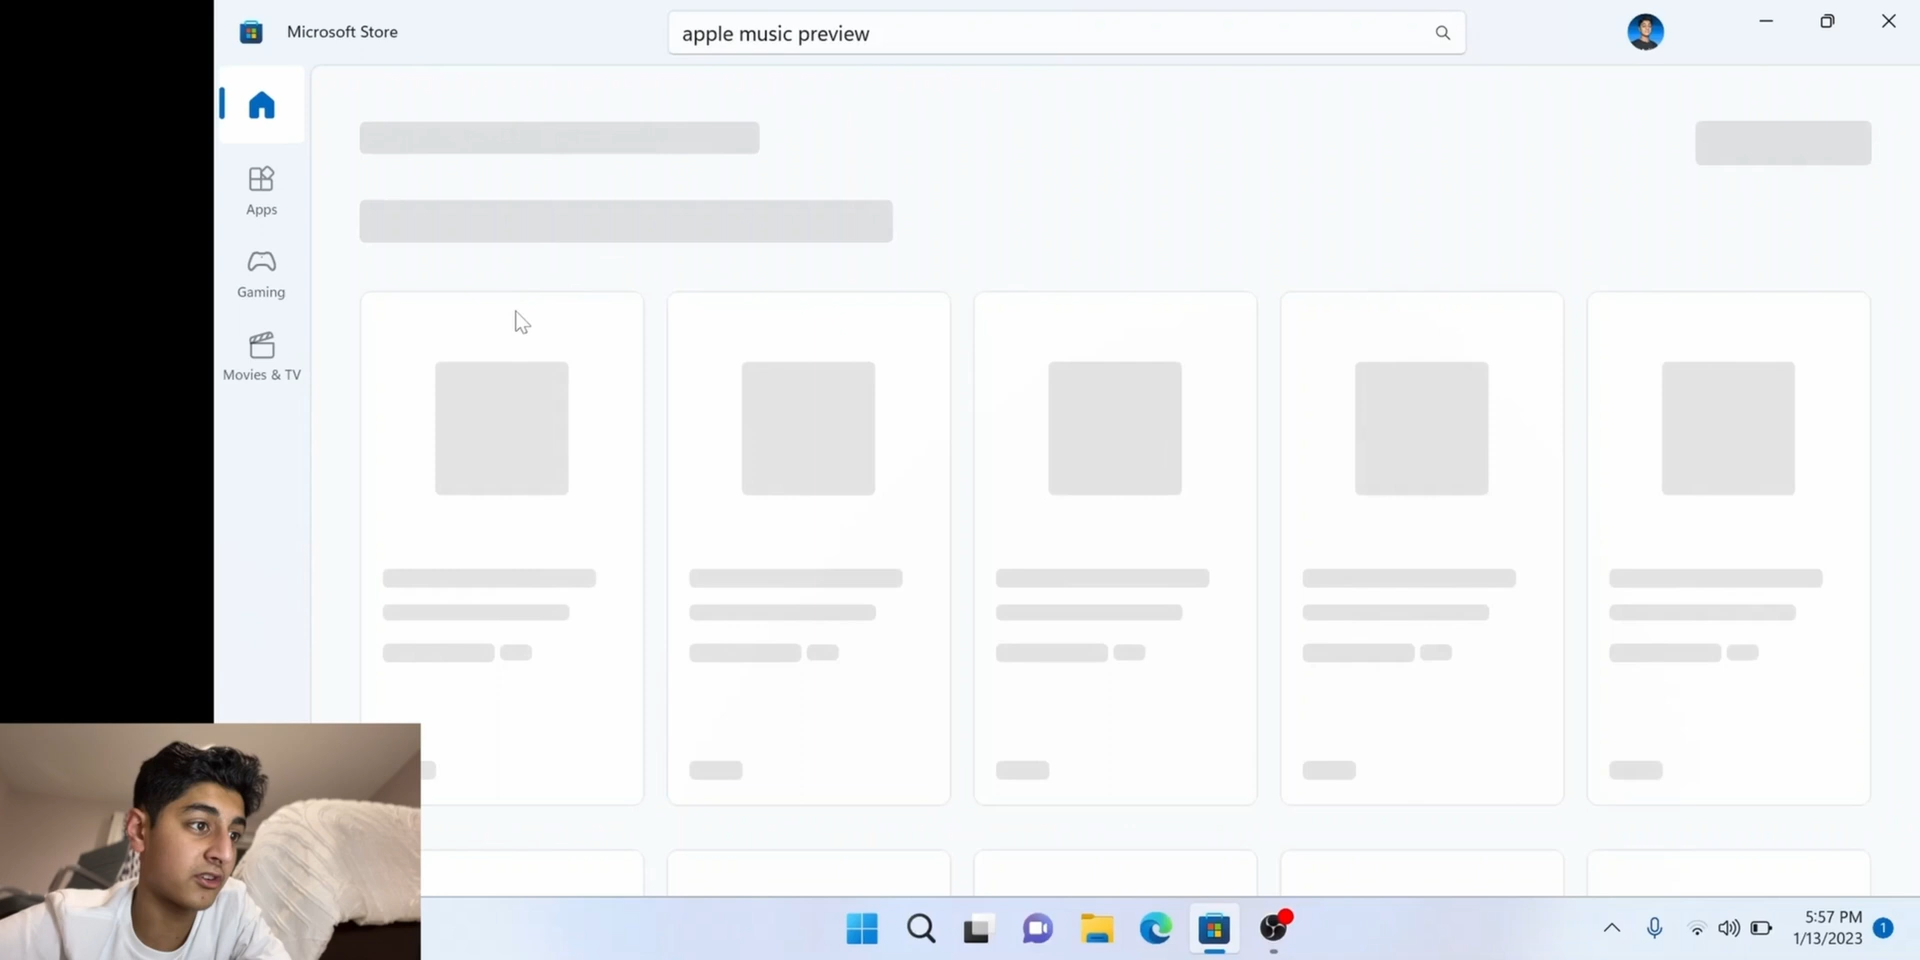 Microsoft Store
apple music preview
Apps
Gaming
Movies & TV
5:57 PM
1/13/2023
1